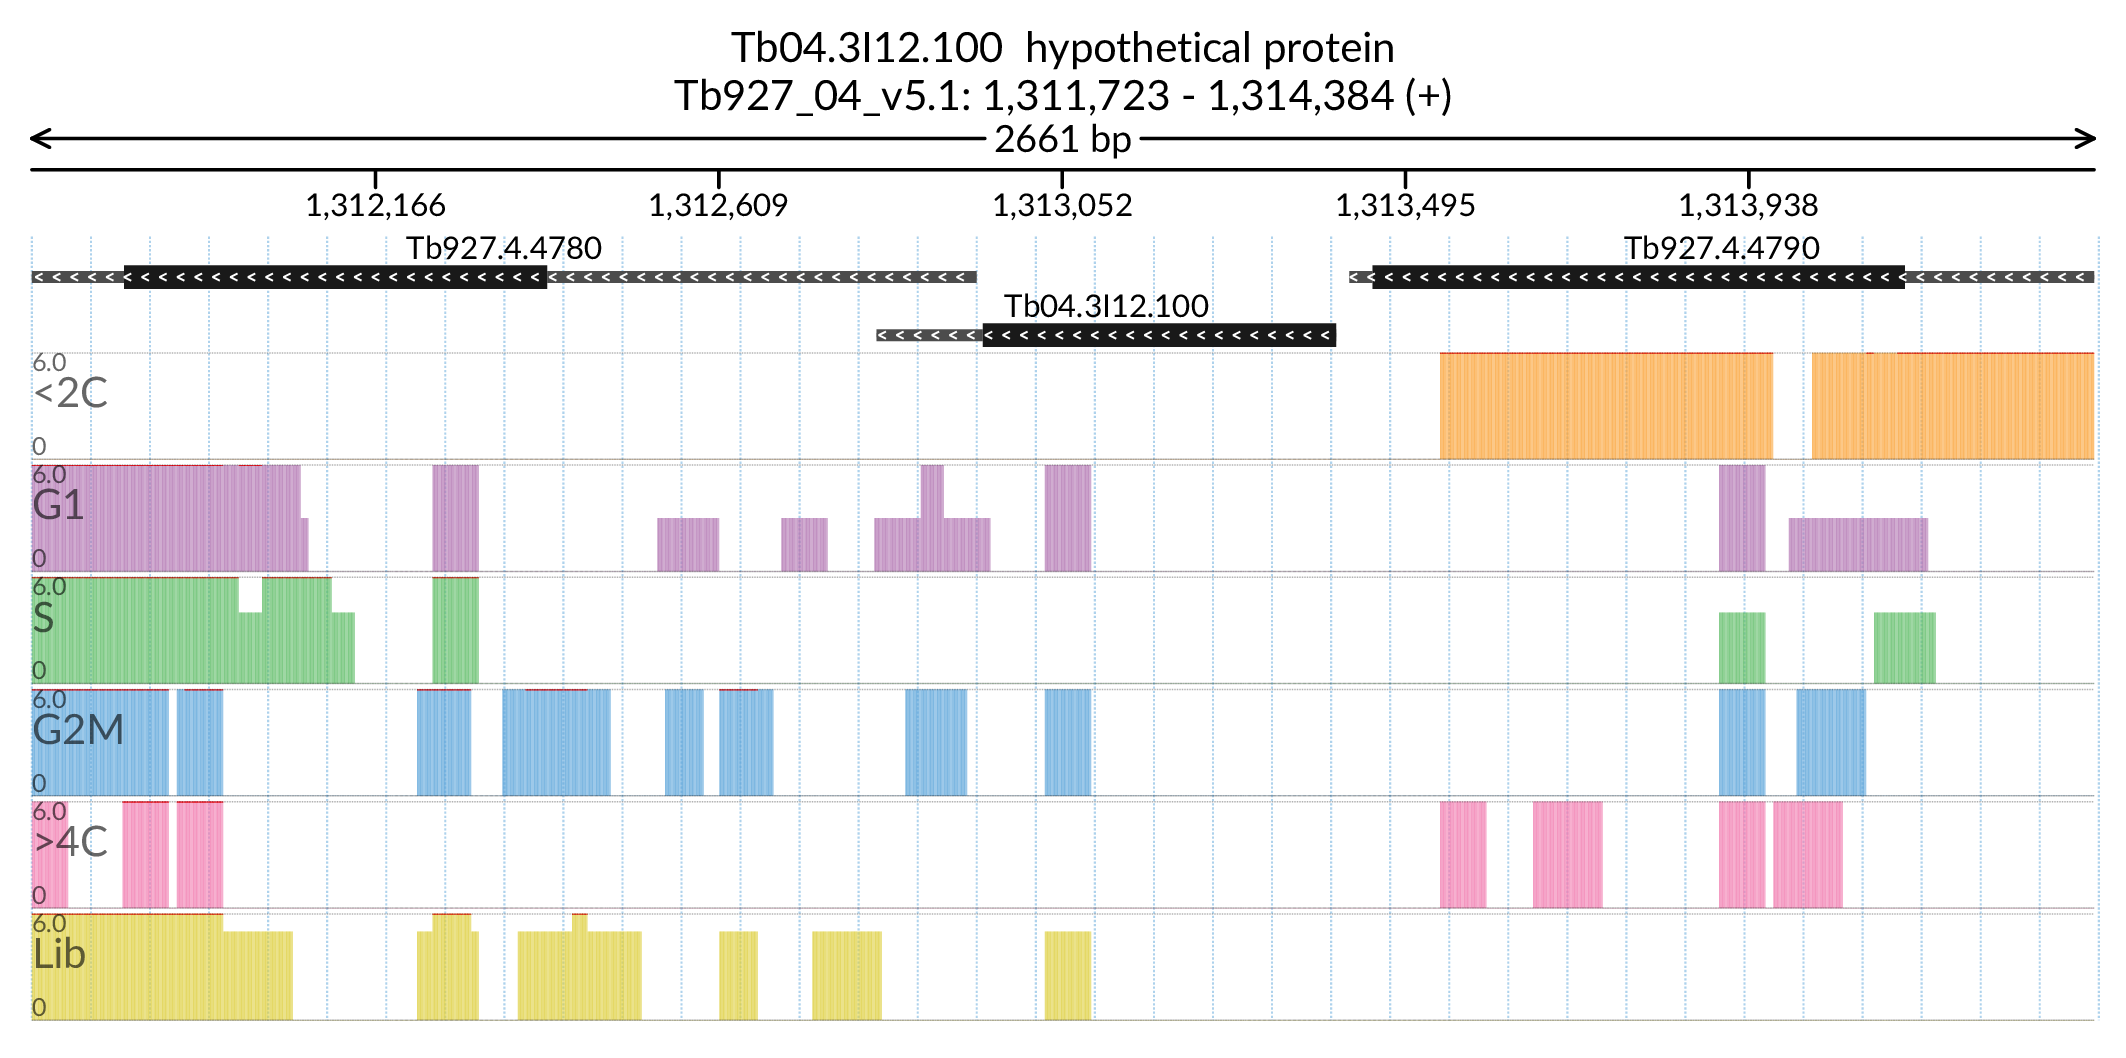 Tb04.3I12.100 hypothetical protein
Tb927_04_v5.1: 1,311,723 - 1,314,384 (+)
2661 bp
1,312,166 1,312,609 1,313,052 1,313,495 1,313,938
Tb927.4.4780 Tb927.4.4790
Tb04.3I12.100
6.0
<2C
0
6.0
G1
0
6.0
S
0
6.0
G2M
0
6.0
>4C
0
6.0
Lib
0